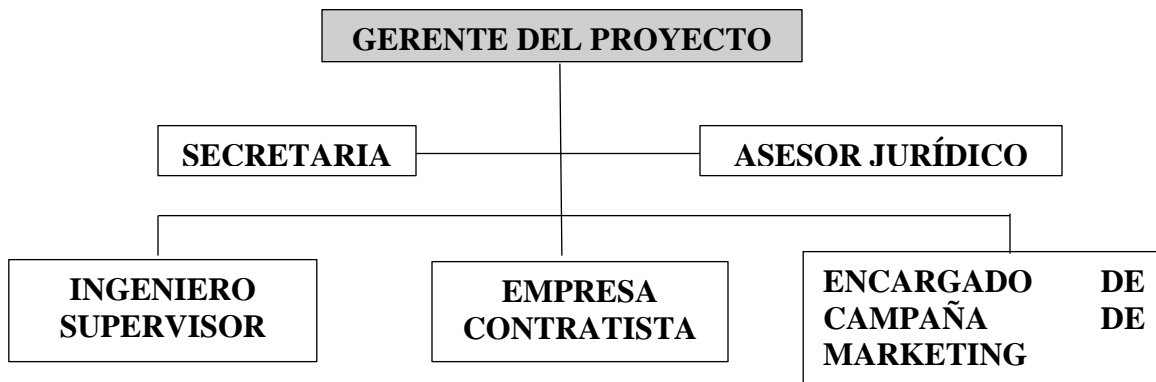 GERENTE DEL PROYECTO
SECRETARIA
ASESOR JURÍDICO
INGENIERO
SUPERVISOR
EMPRESA
CONTRATISTA
ENCARGADO DE
CAMPAÑA DE
MARKETING